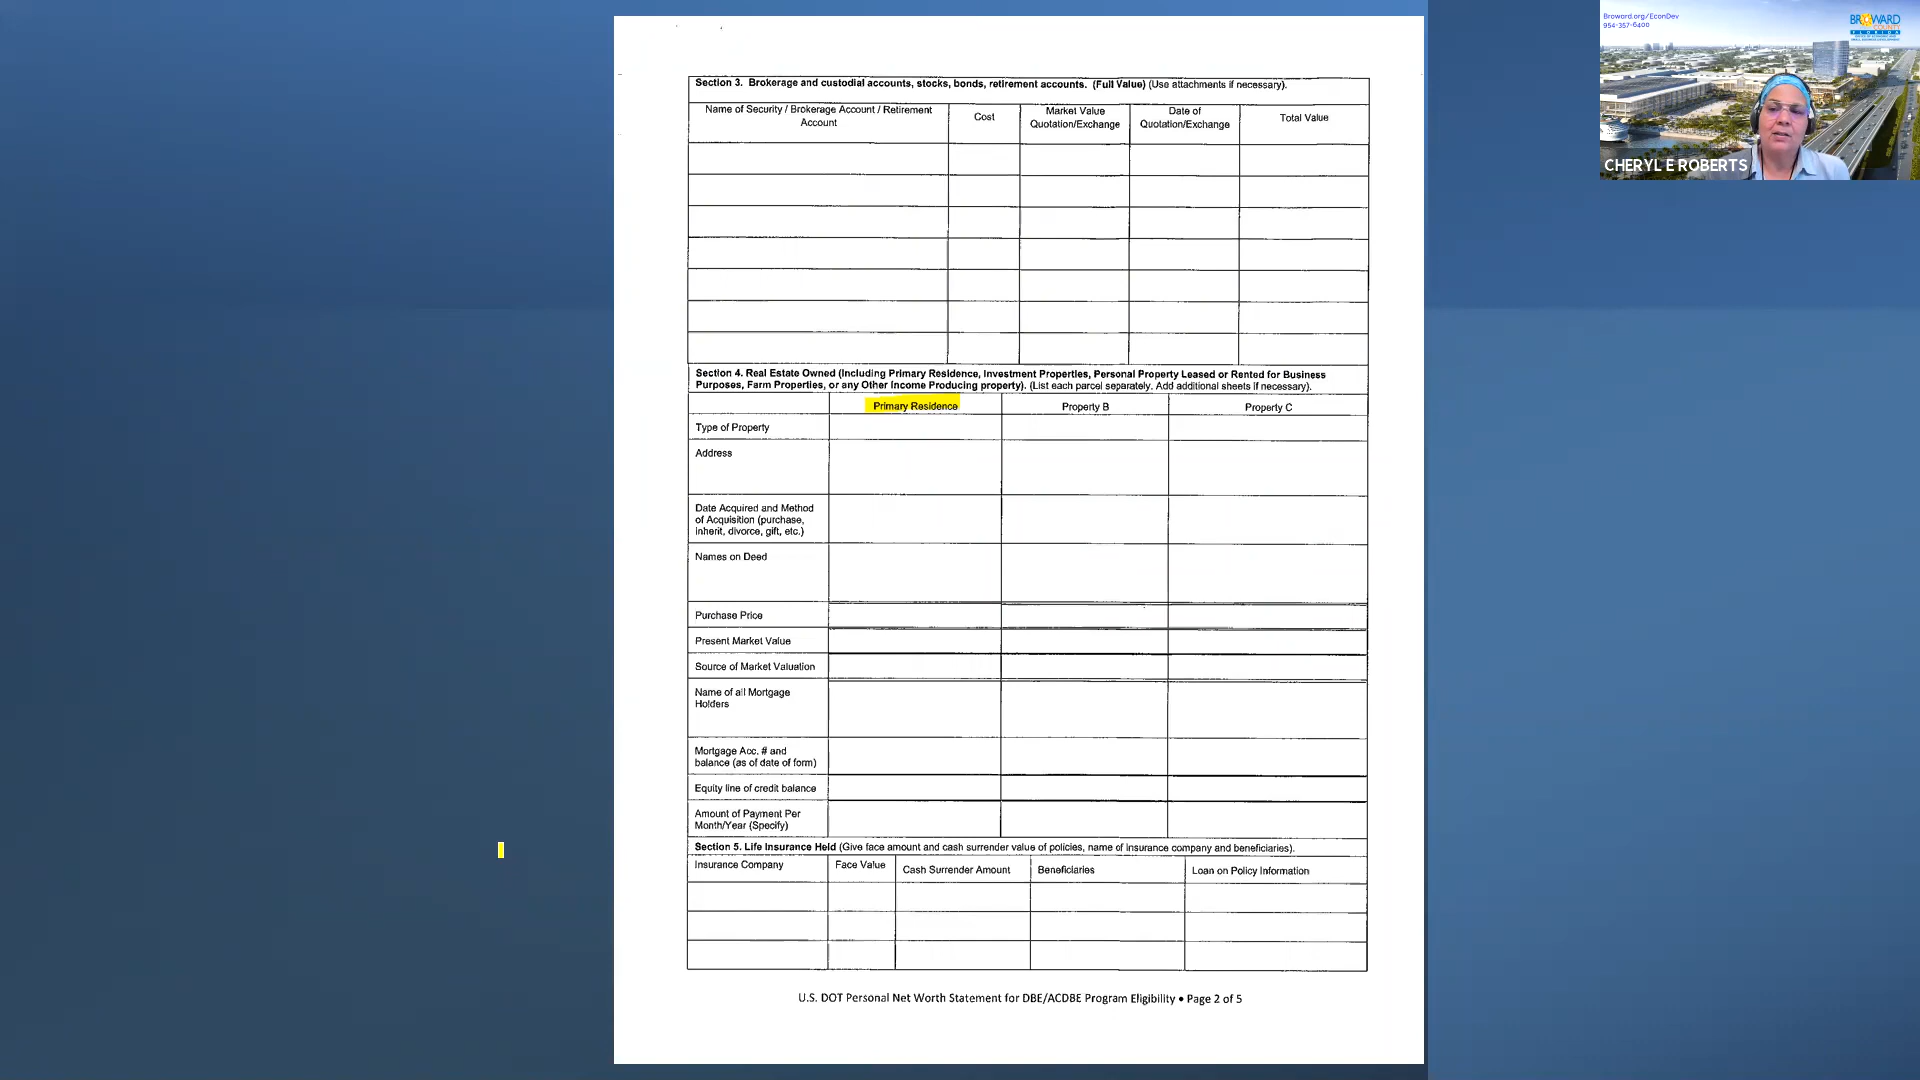 Section 3. Brokerage and custodial accounts, stocks, bonds, retirement accounts. (Full Value) (Use attachments if necessary).
Name of Security / Brokerage Account / Retirement
Account
Cost
Market Value
Quotation/Exchange
Date of
Quotation/Exchange
Total Value
Section 4. Real Estate Owned (Including Primary Residence, Investment Properties, Personal Property Leased or Rented for Business
Purposes, Farm Properties, or any Other Income Producing property). (List each parcel separately. Add additional sheets if necessary).
Primary Residence
Property B
Property C
Type of Property
Address
Date Acquired and Method
of Acquisition (purchase,
inherit, divorce, gift, etc.)
Names on Deed
Purchase Price
Present Market Value
Source of Market Valuation
Name of all Mortgage
Holders
Mortgage Acc. # and
balance (as of date of form)
Equity line of credit balance
Amount of Payment Per
Month/Year (Specify)
Section 5. Life Insurance Held (Give face amount and cash surrender value of policies, name of insurance company and beneficiaries).
Insurance Company
Face Value
Cash Surrender Amount
Beneficiaries
Loan on Policy Information
U.S. DOT Personal Net Worth Statement for DBE/ACDBE Program Eligibility • Page 2 of 5
Broward.org/EconDev
954-357-6400
BROWARD
COUNTY
FLORIDA
CHERYL E ROBERTS